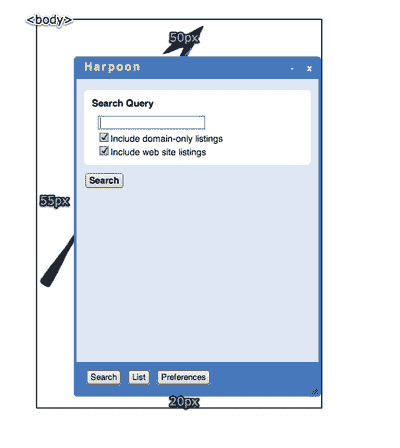 <body>
50px
Harpoon
- x
Search Query
Include domain-only listings
Include web site listings
55px
Search
Search List Preferences
20px